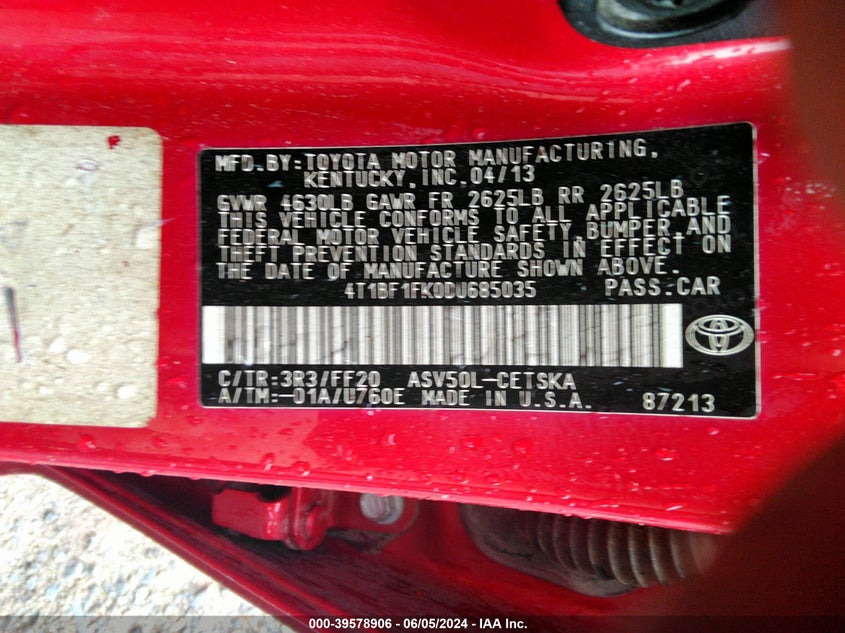 MFD.BY:TOYOTA MOTOR MANUFACTURING,
KENTUCKY,INC.04/13
GVWR 4630LB GAWR FR 2625LB RR 2625LB
THIS VEHICLE CONFORMS TO ALL APPLICABLE
FEDERAL MOTOR VEHICLE SAFETY,BUMPER,AND
THEFT PREVENTION STANDARDS IN EFFECT ON
THE DATE OF MANUFACTURE SHOWN ABOVE.
4T1BF1FK0DU685035 PASS.CAR
C/TR:3R3/FF20 ASV50L-CETSKA
A/TM:-01A/U760E MADE IN U.S.A. 87213
000-39578906 - 06/05/2024 - IAA Inc.